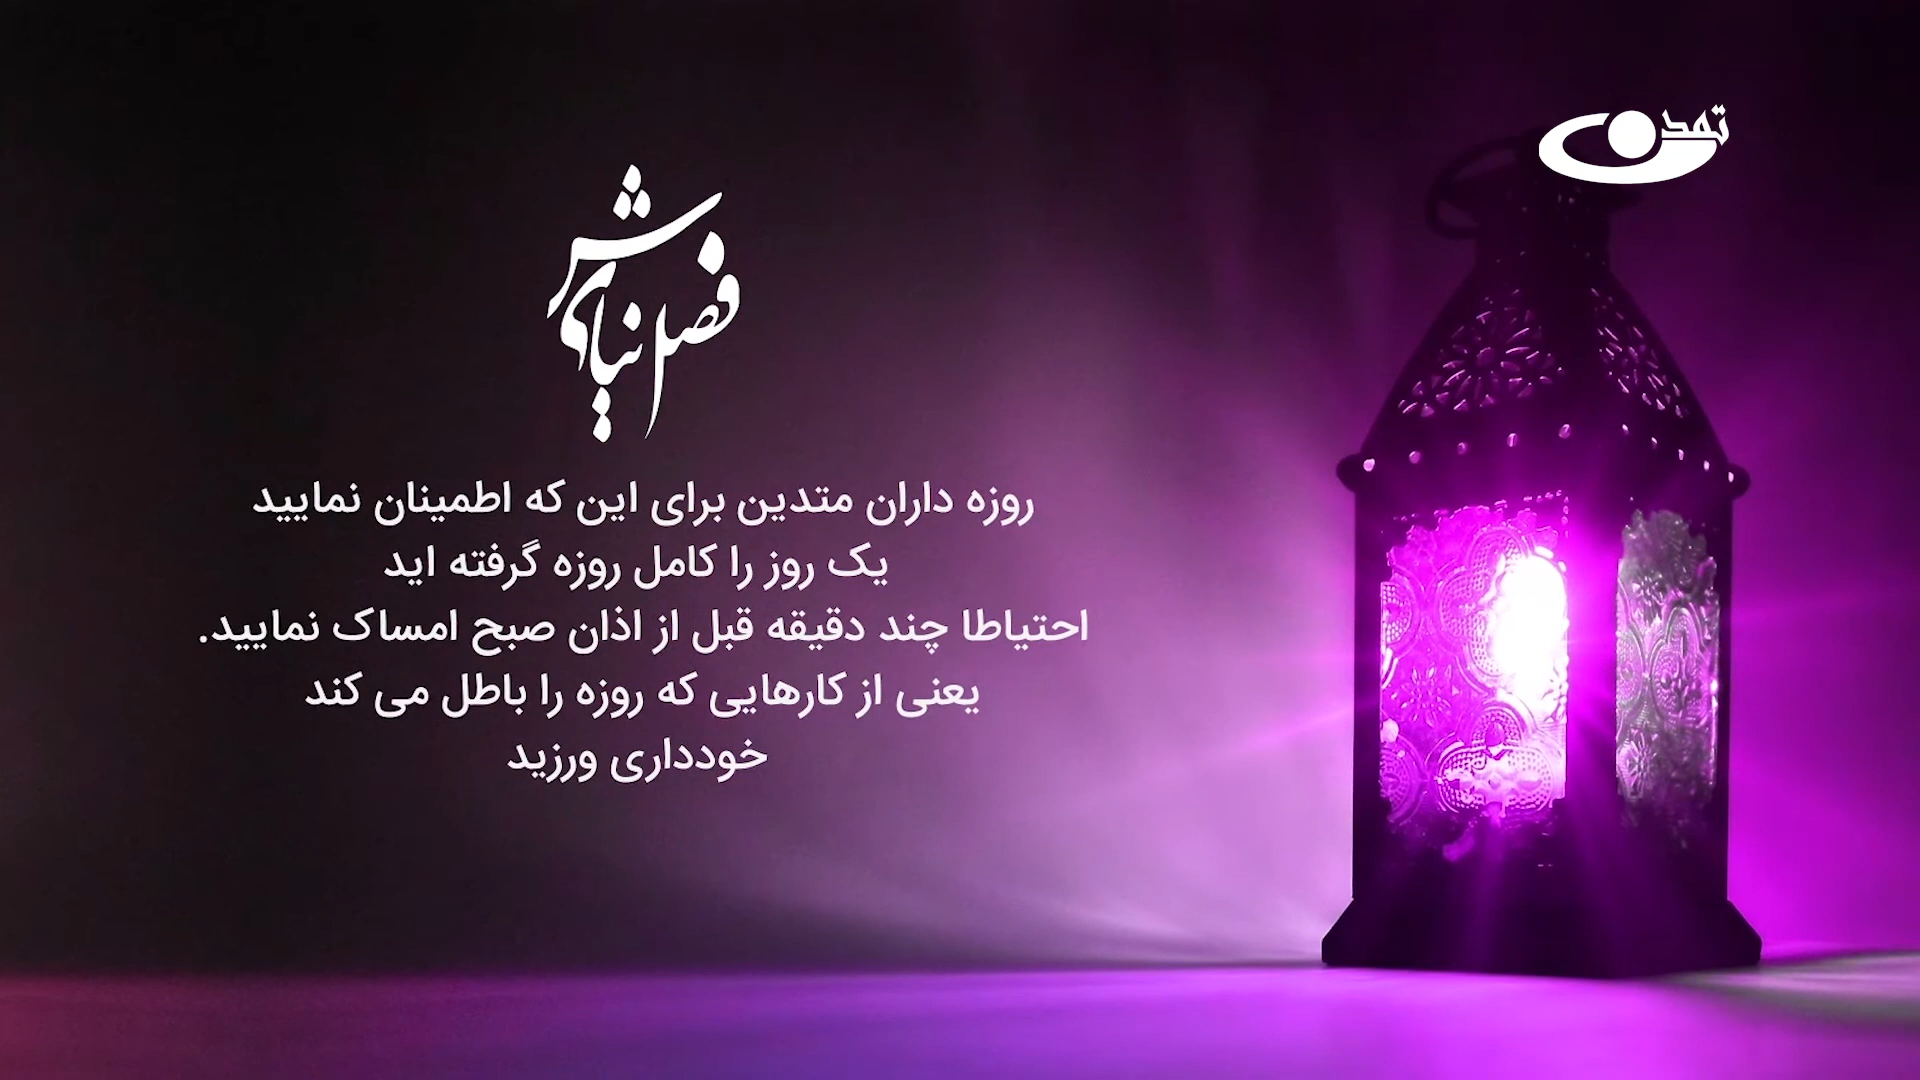 تمدن
فصل نیایش
روزه داران متدین برای این که اطمینان نمایید
یک روز را کامل روزه گرفته اید
احتیاطا چند دقیقه قبل از اذان صبح امساک نمایید.
یعنی از کارهایی که روزه را باطل می کند
خودداری ورزید